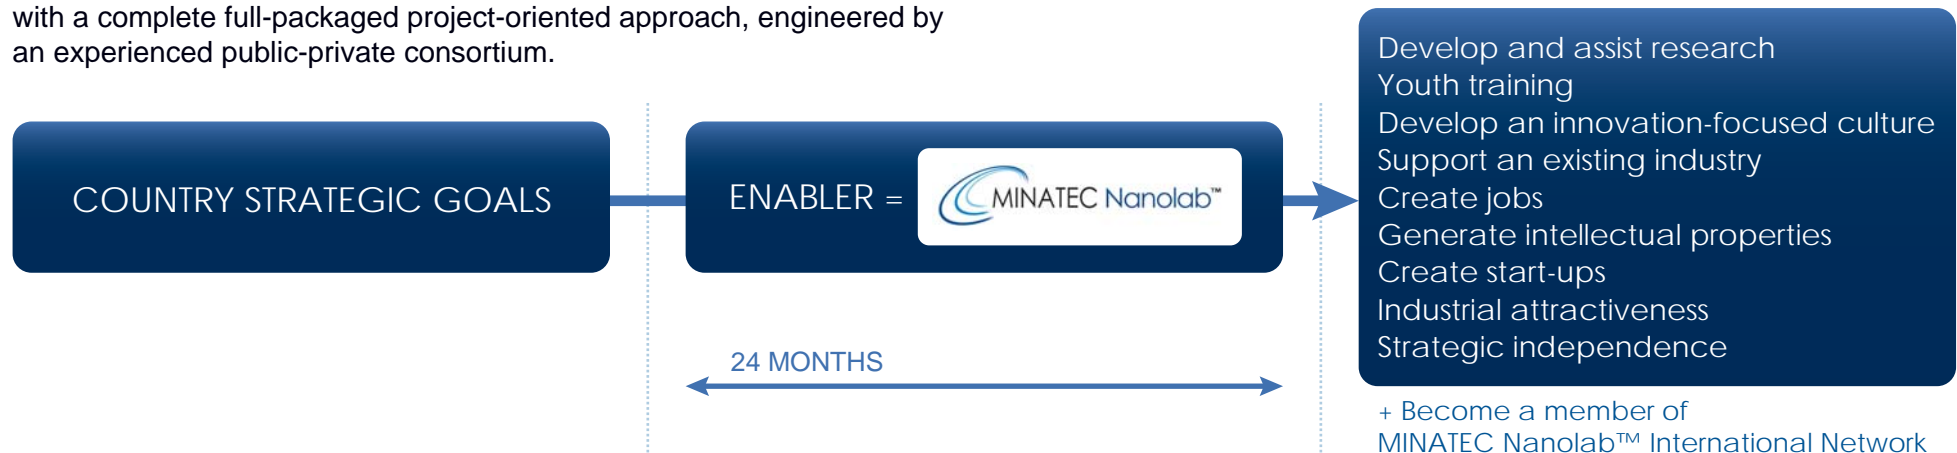 with a complete full-packaged project-oriented approach, engineered by
an experienced public-private consortium.
COUNTRY STRATEGIC GOALS
ENABLER =
MINATEC Nanolab™
24 MONTHS
Develop and assist research
Youth training
Develop an innovation-focused culture
Support an existing industry
Create jobs
Generate intellectual properties
Create start-ups
Industrial attractiveness
Strategic independence
+ Become a member of
MINATEC Nanolab™ International Network